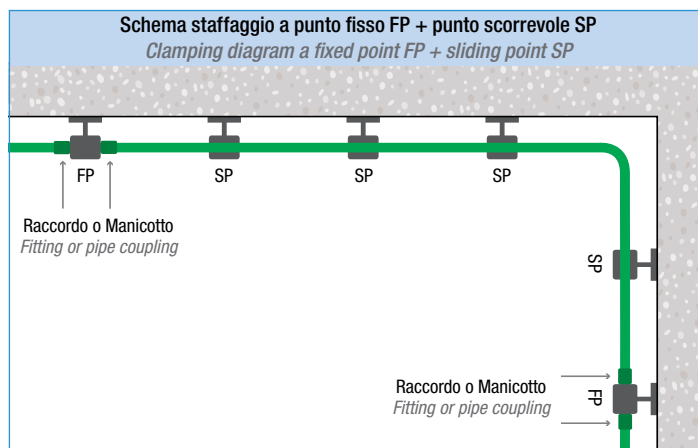 Schema staffaggio a punto fisso FP + punto scorrevole SP
Clamping diagram a fixed point FP + sliding point SP
FP
SP
SP
SP
Raccordo o Manicotto
Fitting or pipe coupling
SP
Raccordo o Manicotto
Fitting or pipe coupling
FP